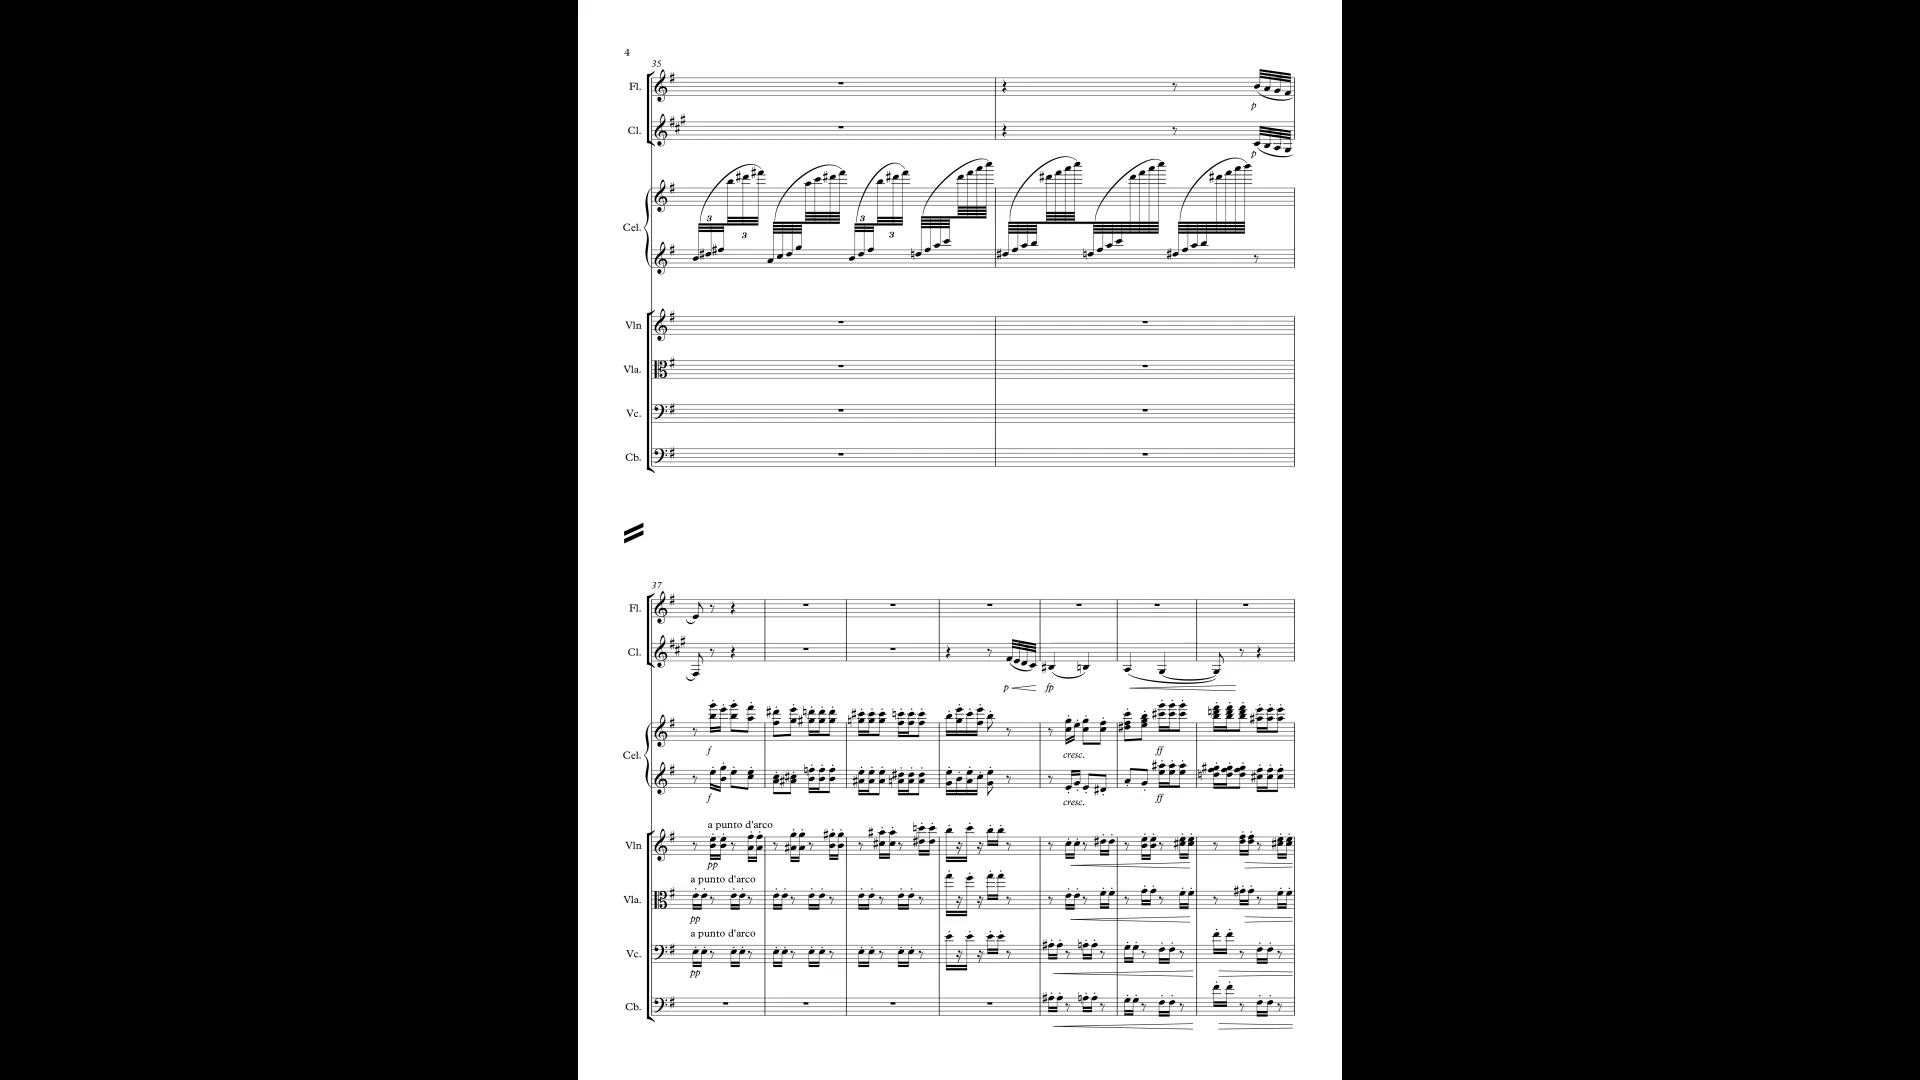 4
35
Fl.
p
Cl.
p
3 3 3 3
Cel.
Vln
Vla.
Vc.
Cb.
37
Fl.
Cl.
p fp
f cresc. ff
Cel.
f cresc. ff
a punto d'arco
Vln
pp
a punto d'arco
Vla.
pp
a punto d'arco
Vc.
pp
Cb.